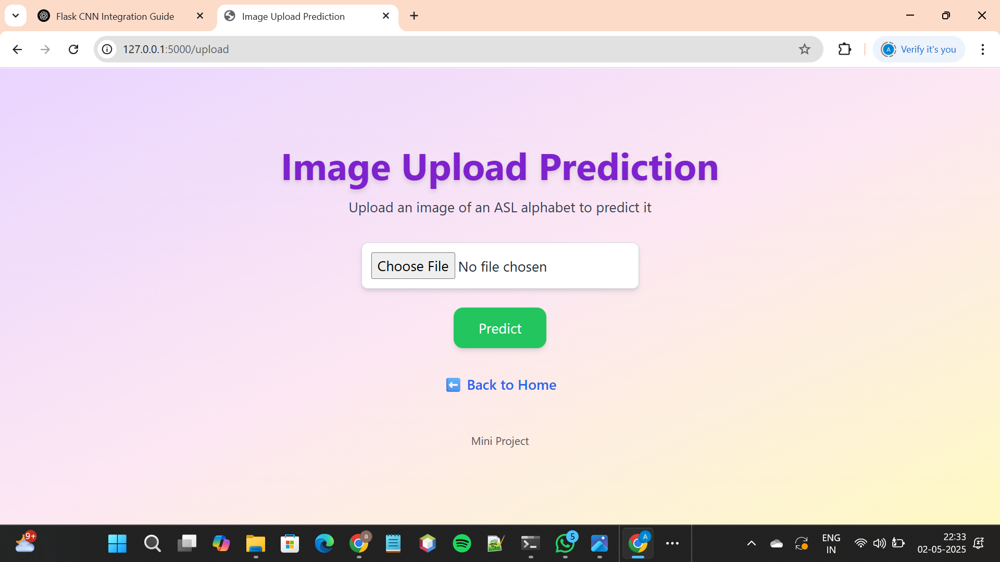 Flask CNN Integration Guide
Image Upload Prediction
127.0.0.1:5000/upload
A
Verify it's you
Image Upload Prediction
Upload an image of an ASL alphabet to predict it
Choose File No file chosen
Predict
Back to Home
Mini Project
9+
a
5
A
ENG
IN
22:33
02-05-2025